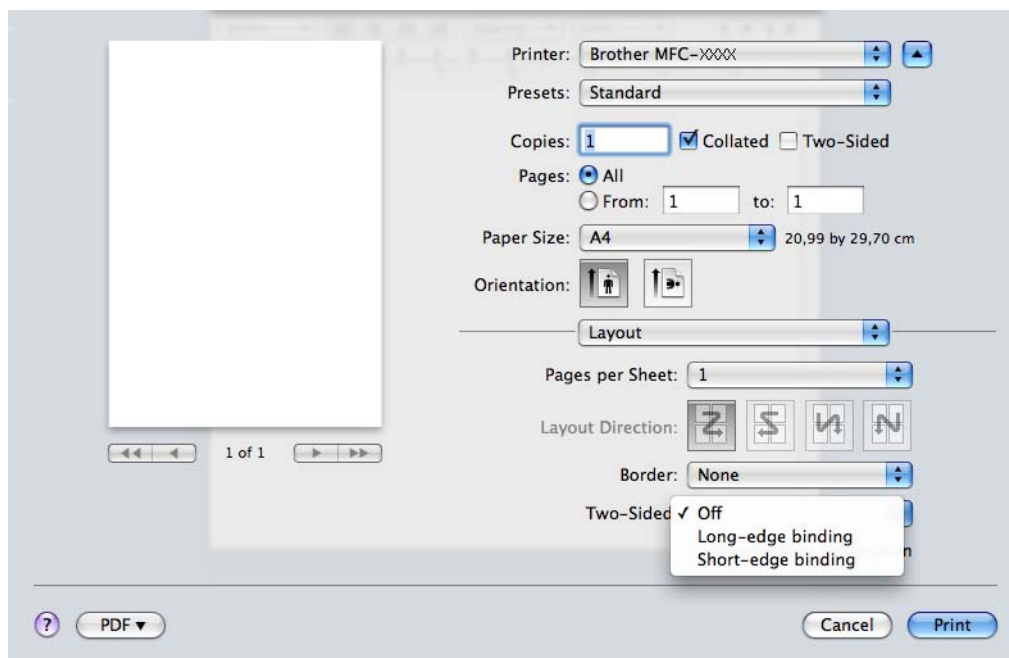 Printer: Brother MFC-XXXX
Presets: Standard
Copies: 1 Collated Two-Sided
Pages: All
From: 1 to: 1
Paper Size: A4 20,99 by 29,70 cm
Orientation:
Layout
Pages per Sheet: 1
Layout Direction:
1 of 1
Border: None
Two-Sided ✓ Off
Long-edge binding
Short-edge binding
? PDF ▼ Cancel Print